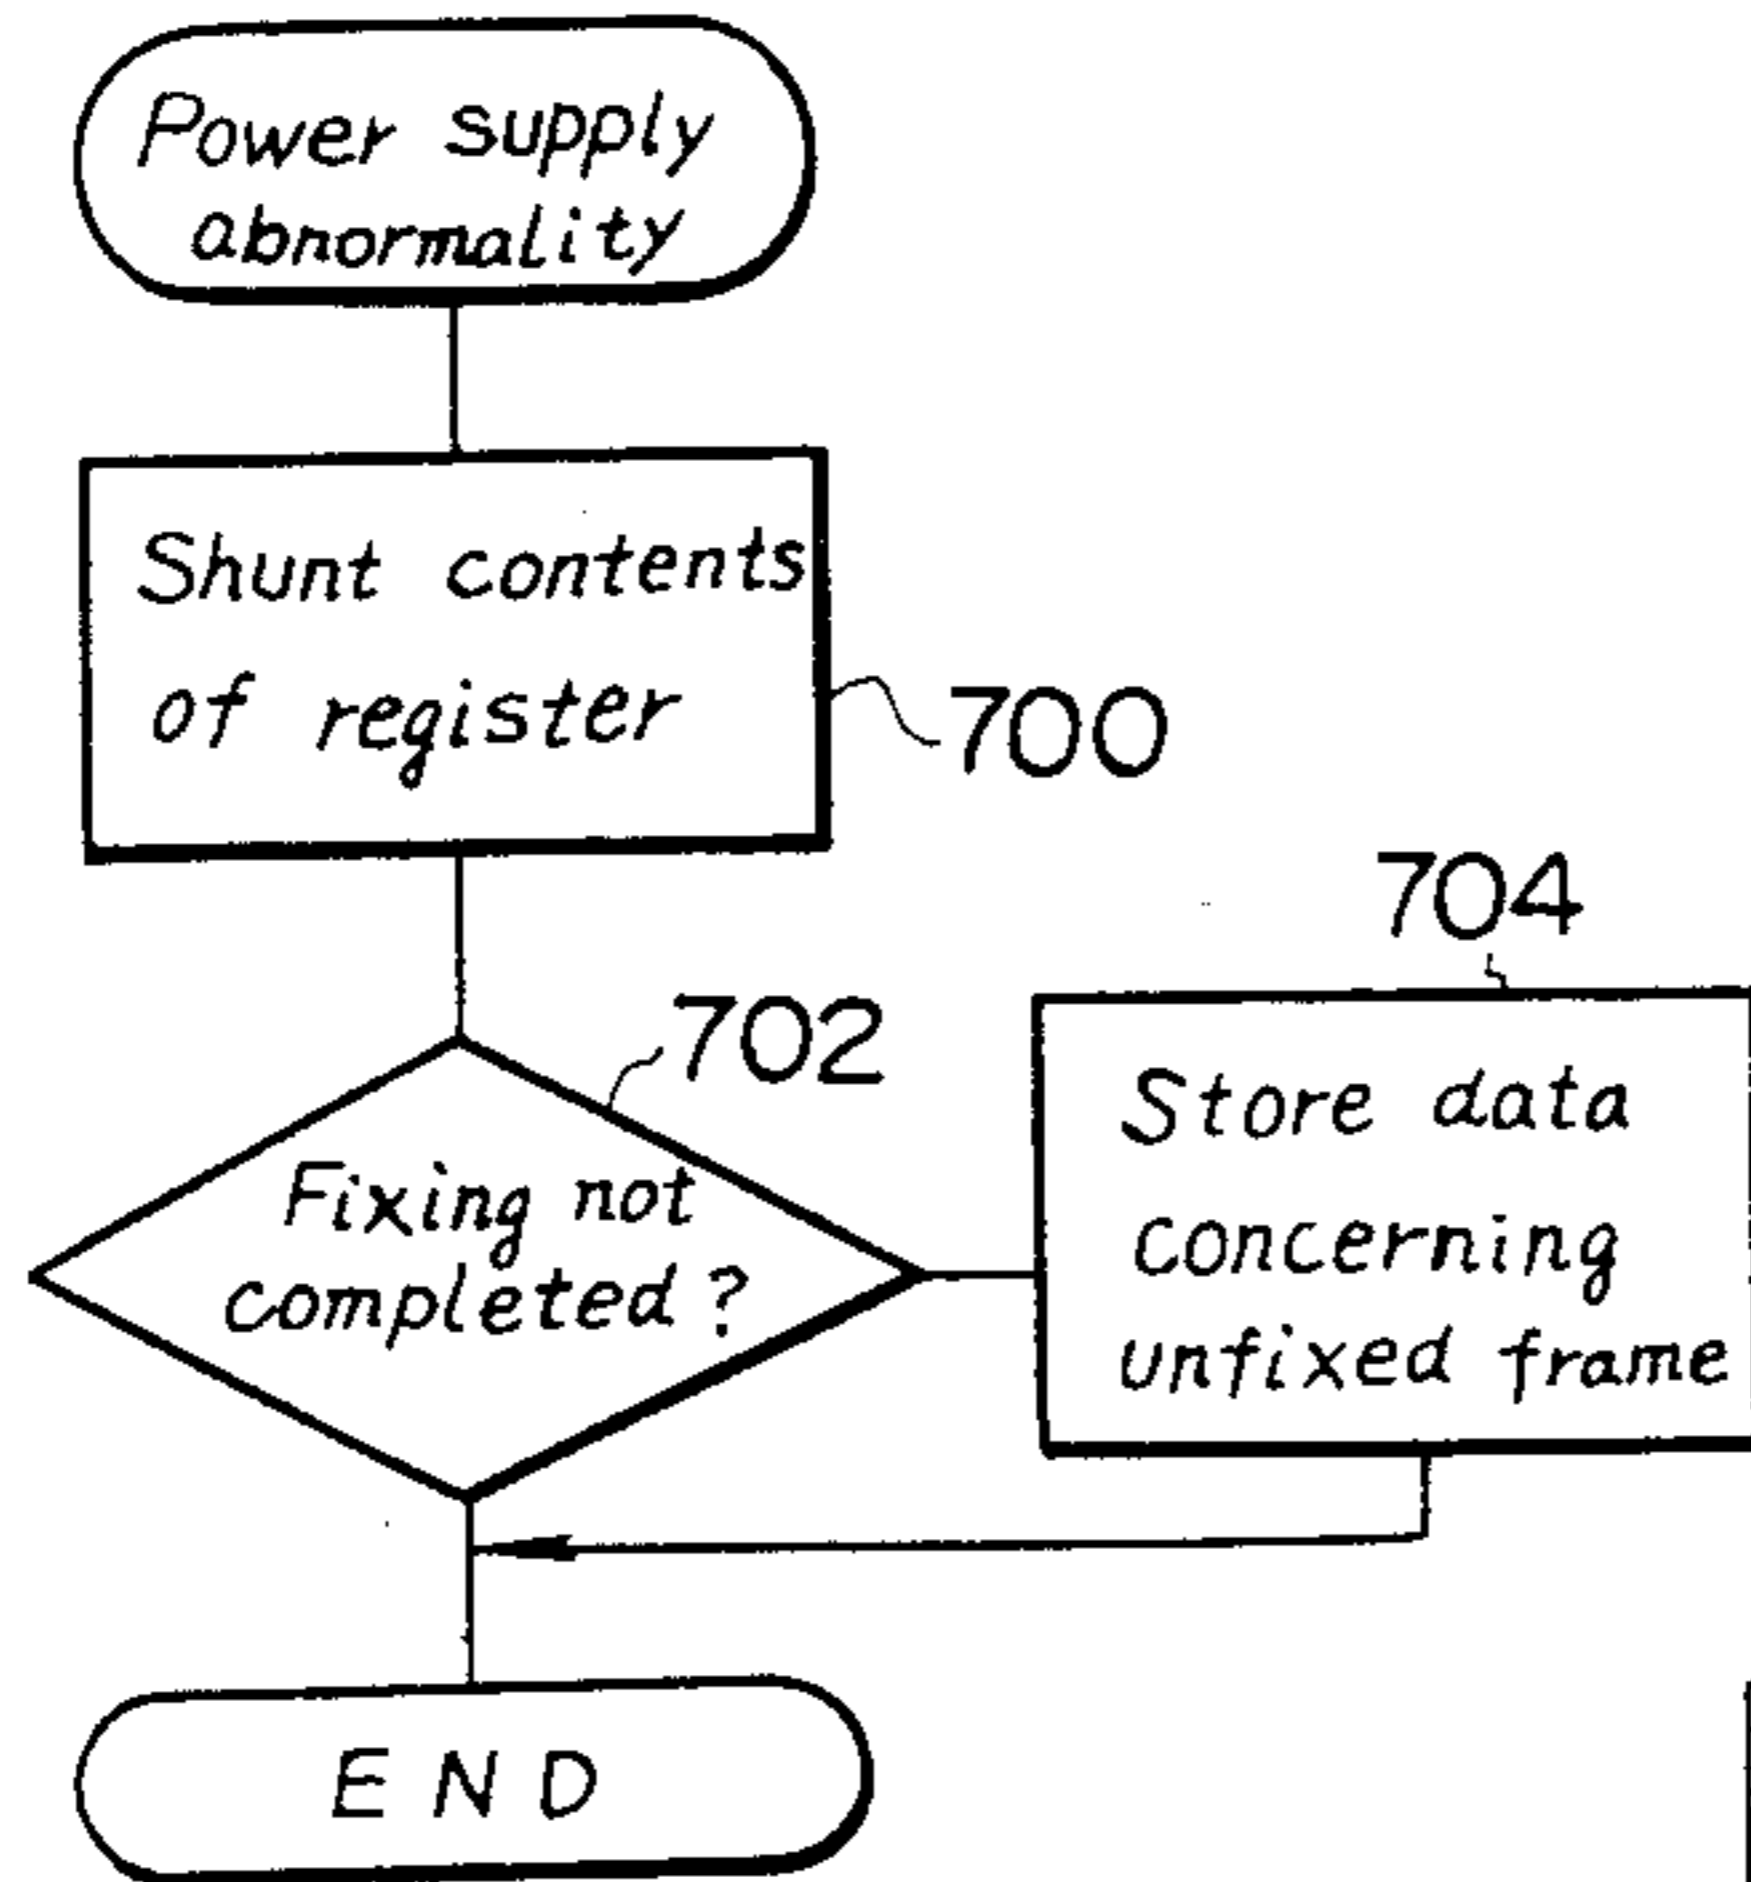 Power supply
abnormality
Shunt contents
of register
700
704
702
Store data
concerning
unfixed frame
Fixing not
completed ?
END